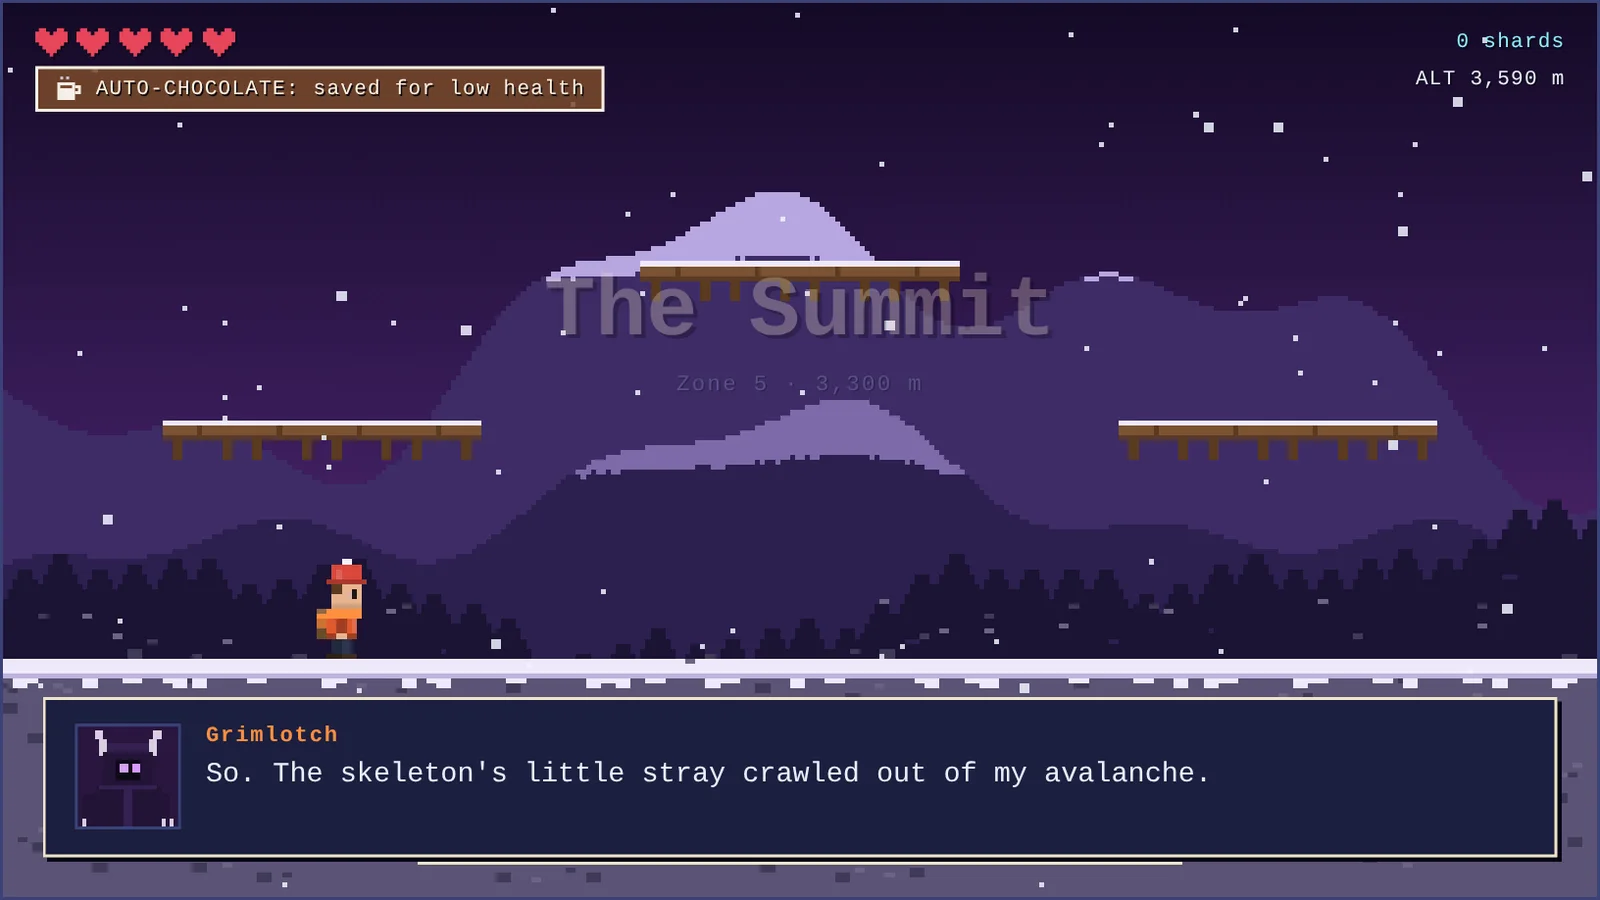 0 shards
AUTO-CHOCOLATE: saved for low health
ALT 3,590 m
The Summit
Zone 5 · 3,300 m
Grimlotch
So. The skeleton's little stray crawled out of my avalanche.